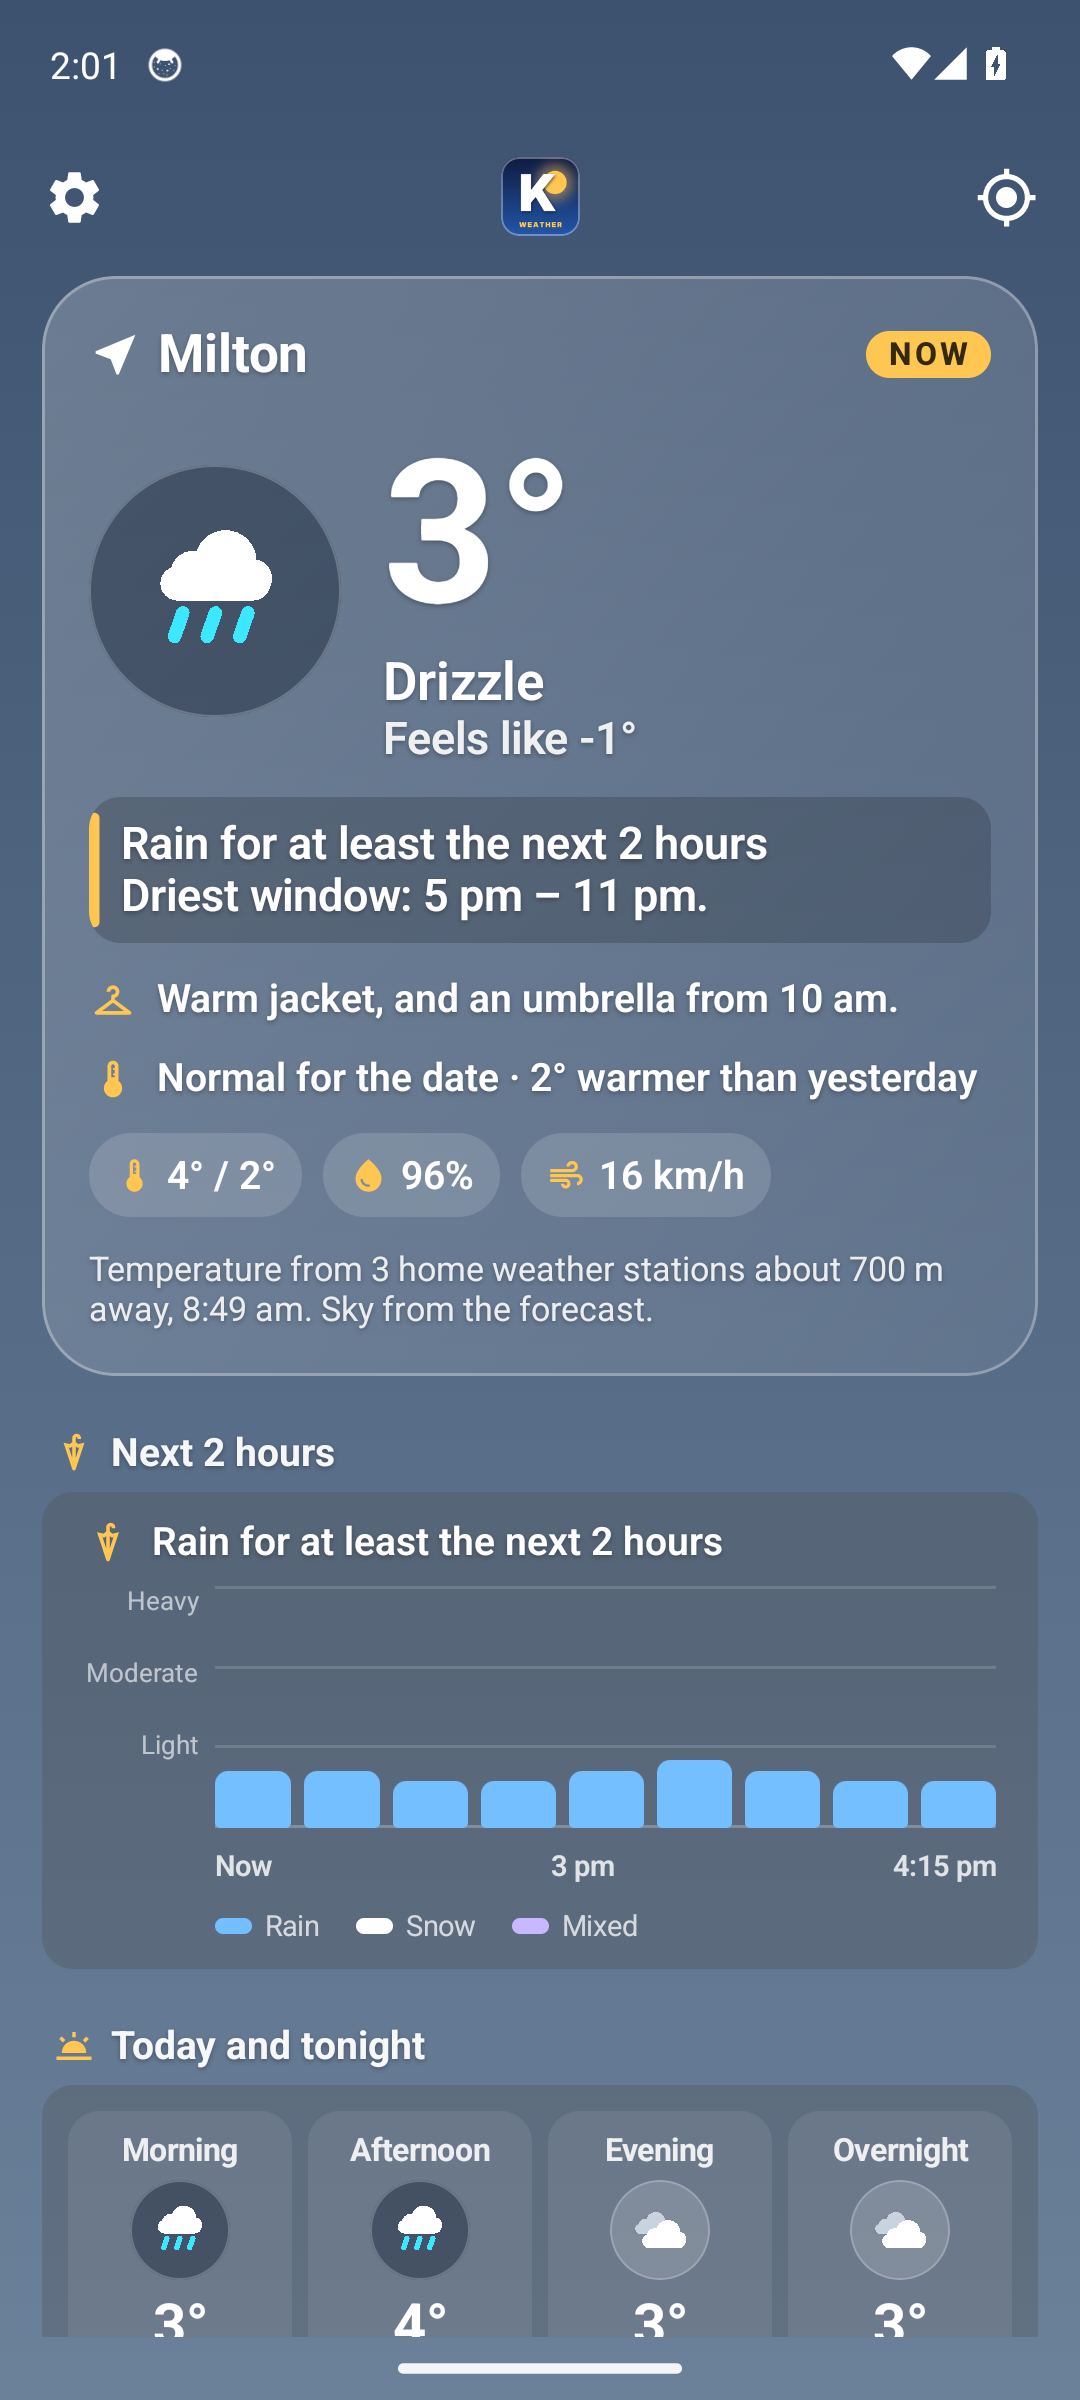 2:01
K
WEATHER
Milton
NOW
3°
Drizzle
Feels like -1°
Rain for at least the next 2 hours
Driest window: 5 pm – 11 pm.
Warm jacket, and an umbrella from 10 am.
Normal for the date · 2° warmer than yesterday
4° / 2°
96%
16 km/h
Temperature from 3 home weather stations about 700 m
away, 8:49 am. Sky from the forecast.
Next 2 hours
Rain for at least the next 2 hours
Heavy
Moderate
Light
Now 3 pm 4:15 pm
Rain Snow Mixed
Today and tonight
Morning Afternoon Evening Overnight
3° 4° 3° 3°